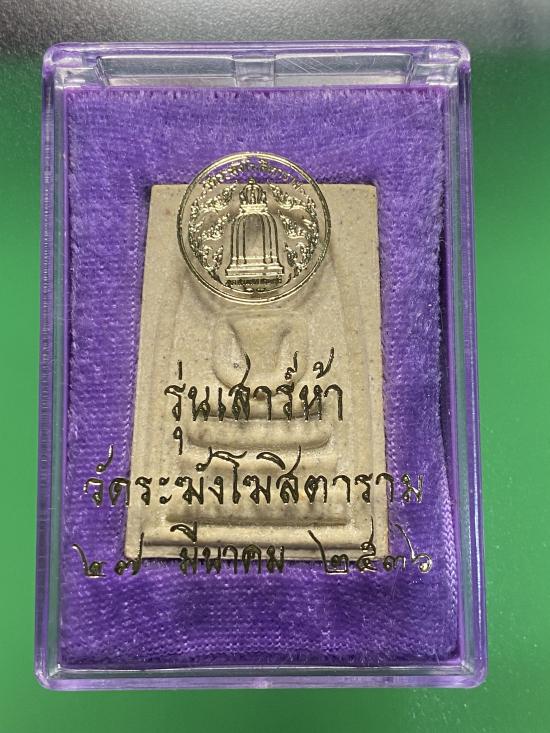 รุ่นเสาร์ห้า
วัดระฆังโฆสิตาราม
๒๗ มีนาคม ๒๕๓๖